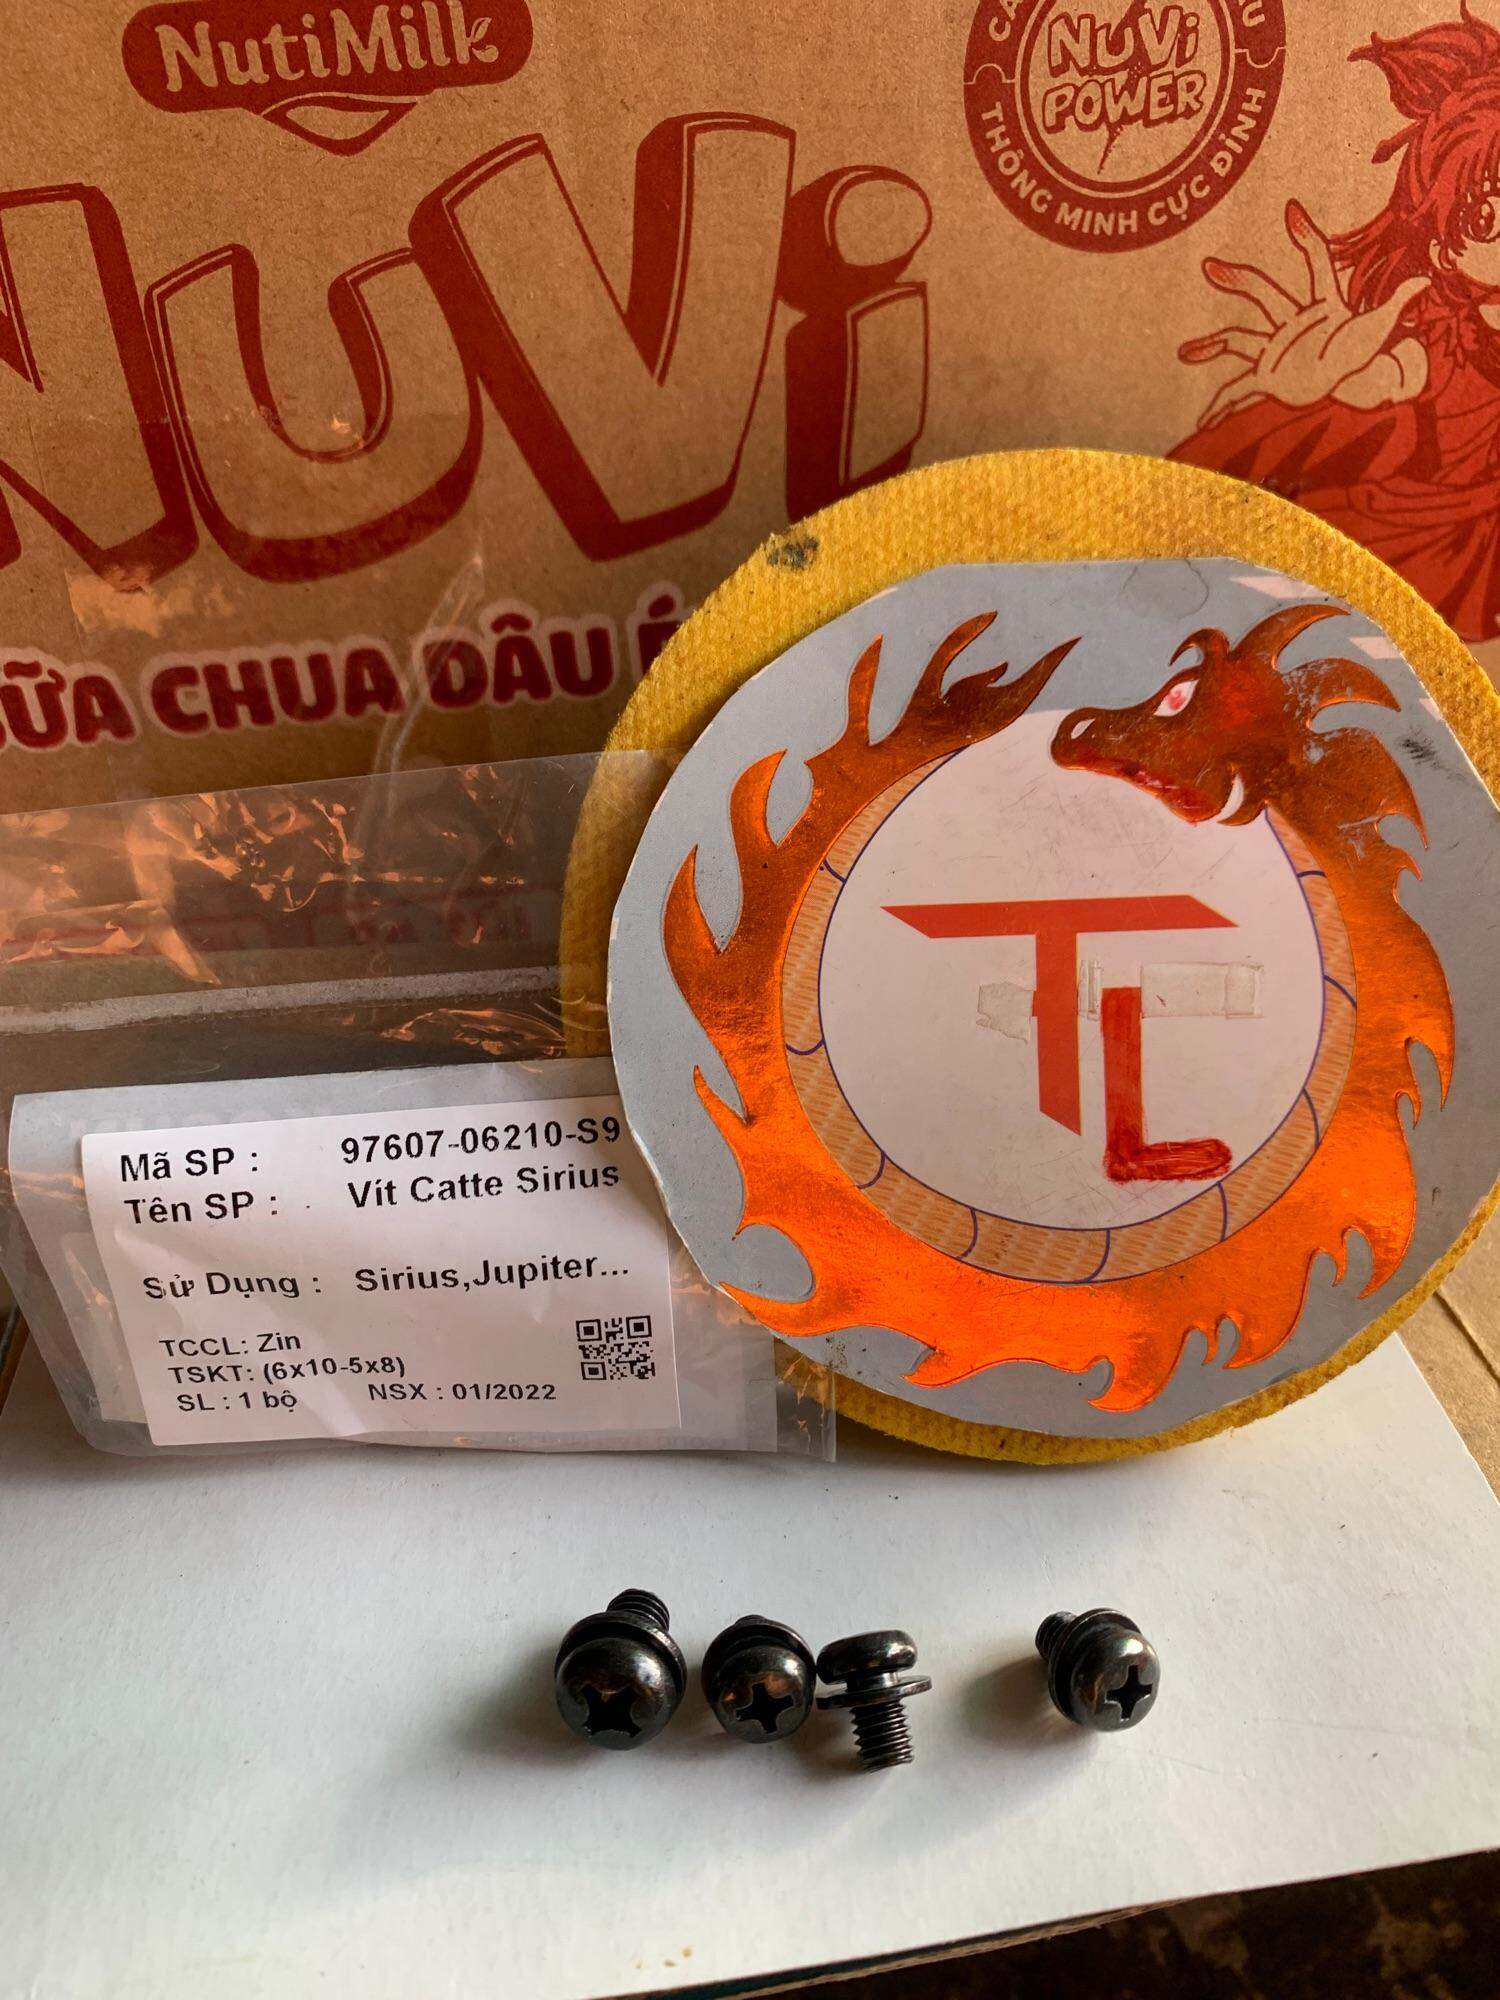 NutiMilk
NuVi
NuVi
POWER
THÔNG MINH CỰC ĐỈNH
SỮA CHUA DÂU
TL
Mã SP : 97607-06210-S9
Tên SP : Vít Catte Sirius
Sử Dụng : Sirius,Jupiter...
TCCL: Zin
TSKT: (6x10-5x8)
SL : 1 bộ NSX : 01/2022